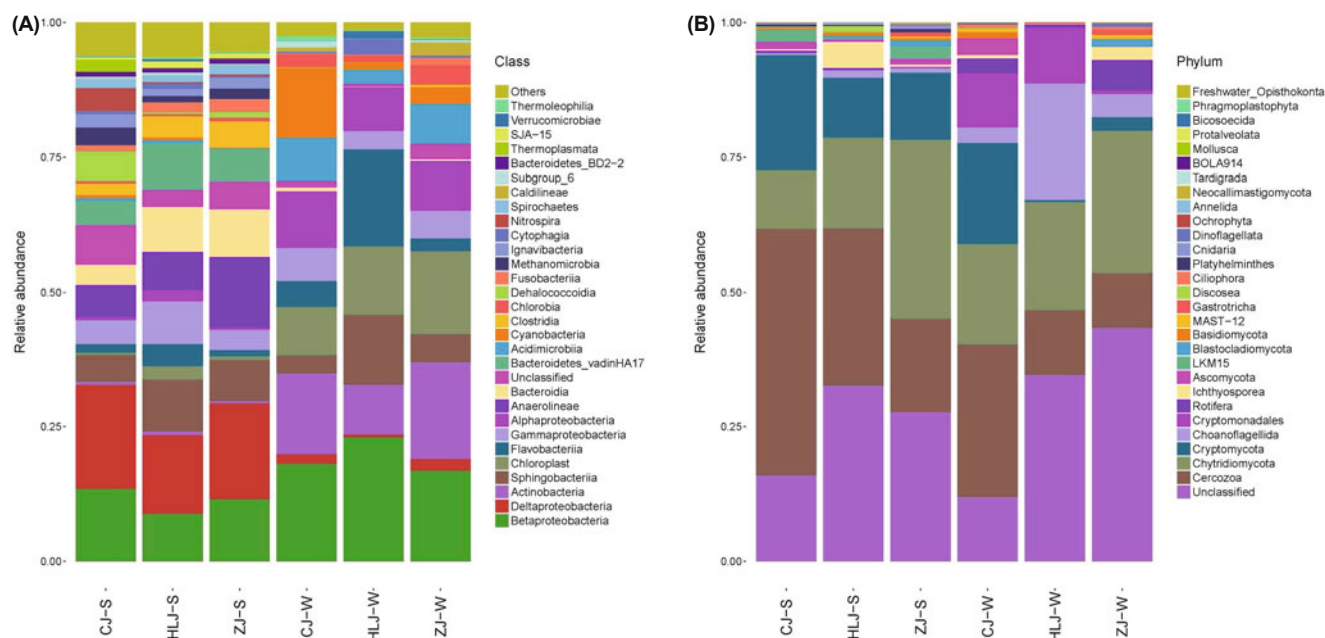 (A)
Relative abundance
1.00-
0.75-
0.50-
0.25-
0.00-
CJ-S -
HLJ-S -
ZJ-S -
CJ-W -
HLJ-W-
ZJ-W -
Class
Others
Thermoleophilia
Verrucomicrobiae
SJA-15
Thermoplasmata
Bacteroidetes_BD2-2
Subgroup_6
Caldilineae
Spirochaetes
Nitrospira
Cytophagia
Ignavibacteria
Methanomicrobia
Fusobacteriia
Dehalococcoidia
Chlorobia
Clostridia
Cyanobacteria
Acidimicrobiia
Bacteroidetes_vadinHA17
Unclassified
Bacteroidia
Anaerolineae
Alphaproteobacteria
Gammaproteobacteria
Flavobacteriia
Chloroplast
Sphingobacteriia
Actinobacteria
Deltaproteobacteria
Betaproteobacteria
(B)
Relative abundance
1.00-
0.75-
0.50-
0.25-
0.00-
CJ-S -
HLJ-S -
ZJ-S -
CJ-W -
HLJ-W-
ZJ-W -
Phylum
Freshwater_Opisthokonta
Phragmoplastophyta
Bicosoecida
Protalveolata
Mollusca
BOLA914
Tardigrada
Neocallimastigomycota
Annelida
Ochrophyta
Dinoflagellata
Cnidaria
Platyhelminthes
Ciliophora
Discosea
Gastrotricha
MAST-12
Basidiomycota
Blastocladiomycota
LKM15
Ascomycota
Ichthyosporea
Rotifera
Cryptomonadales
Choanoflagellida
Cryptomycota
Chytridiomycota
Cercozoa
Unclassified